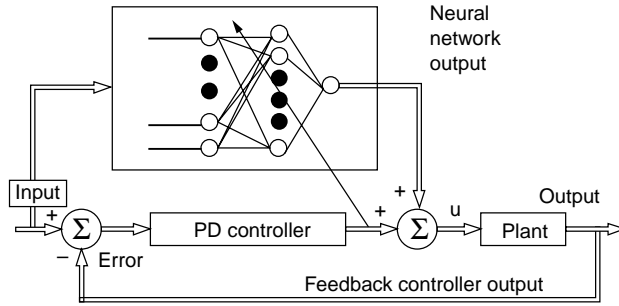 Neural
network
output
Input
+
Σ
−
Error
PD controller
+
+
Σ
u
Plant
Output
Feedback controller output